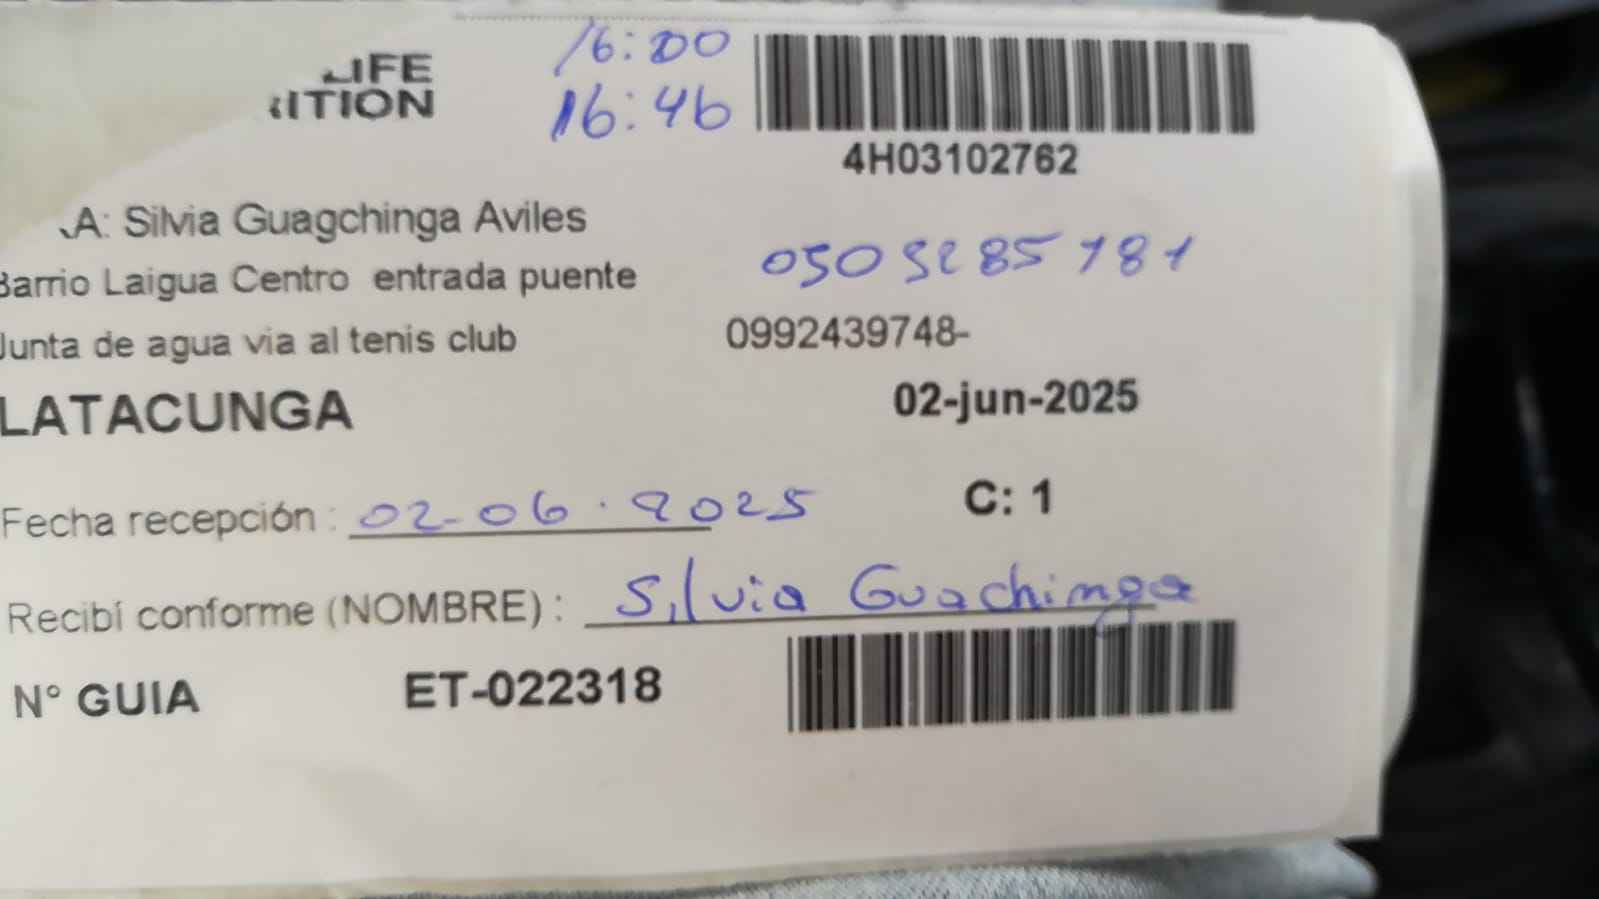 LIFE
ITION
16:00
16:46
4H03102762
A: Silvia Guagchinga Aviles
Barrio Laigua Centro entrada puente
0503285781
Junta de agua via al tenis club
0992439748-
LATACUNGA
02-jun-2025
Fecha recepción : 02-06.2025
C: 1
Recibí conforme (NOMBRE) : Silvia Guachinga
N° GUIA ET-022318